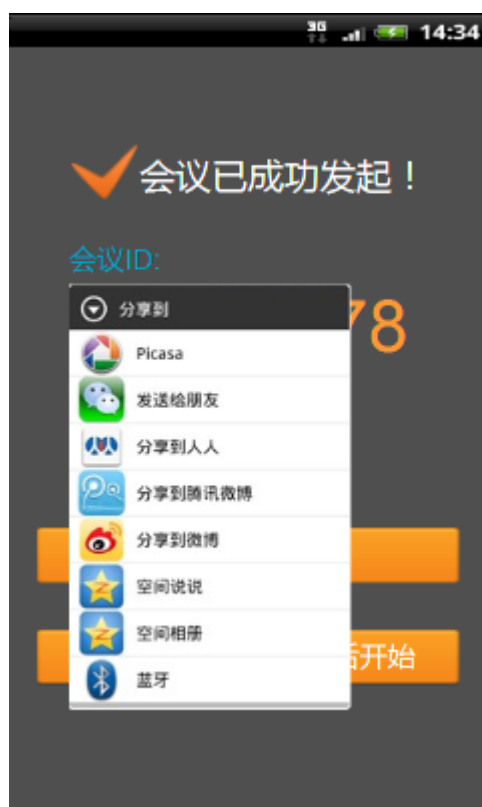 3G 14:34
会议已成功发起！
会议ID:
78
分享到
Picasa
发送给朋友
分享到人人
分享到腾讯微博
分享到微博
空间说说
空间相册
蓝牙
后开始